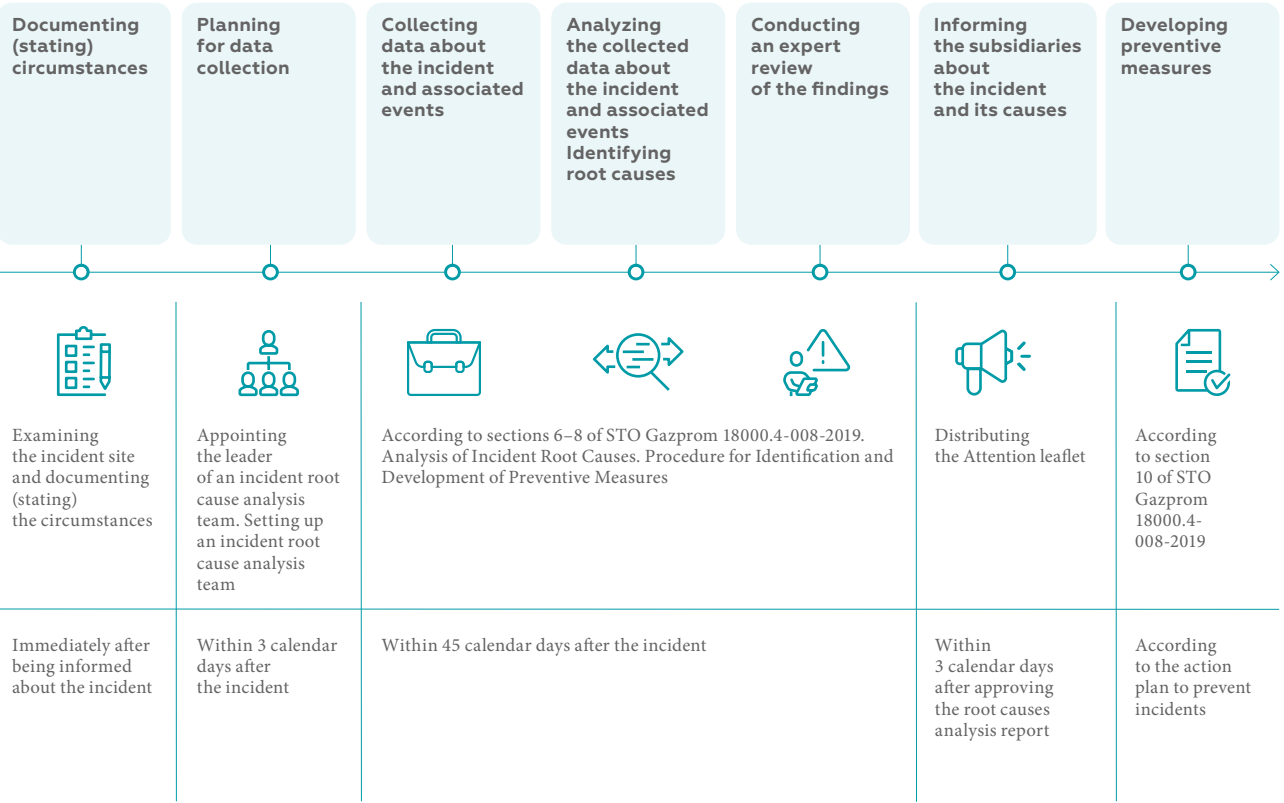 Documenting
(stating)
circumstances
Planning
for data
collection
Collecting
data about
the incident
and associated
events
Analyzing
the collected
data about
the incident
and associated
events
Identifying
root causes
Conducting
an expert
review
of the findings
Informing
the subsidiaries
about
the incident
and its causes
Developing
preventive
measures
Examining
the incident site
and documenting
(stating)
the circumstances
Appointing
the leader
of an incident root
cause analysis
team. Setting up
an incident root
cause analysis
team
According to sections 6–8 of STO Gazprom 18000.4-008-2019.
Analysis of Incident Root Causes. Procedure for Identification and
Development of Preventive Measures
Distributing
the Attention leaflet
According
to section
10 of STO
Gazprom
18000.4-
008-2019
Immediately after
being informed
about the incident
Within 3 calendar
days after
the incident
Within 45 calendar days after the incident
Within
3 calendar days
after approving
the root causes
analysis report
According
to the action
plan to prevent
incidents